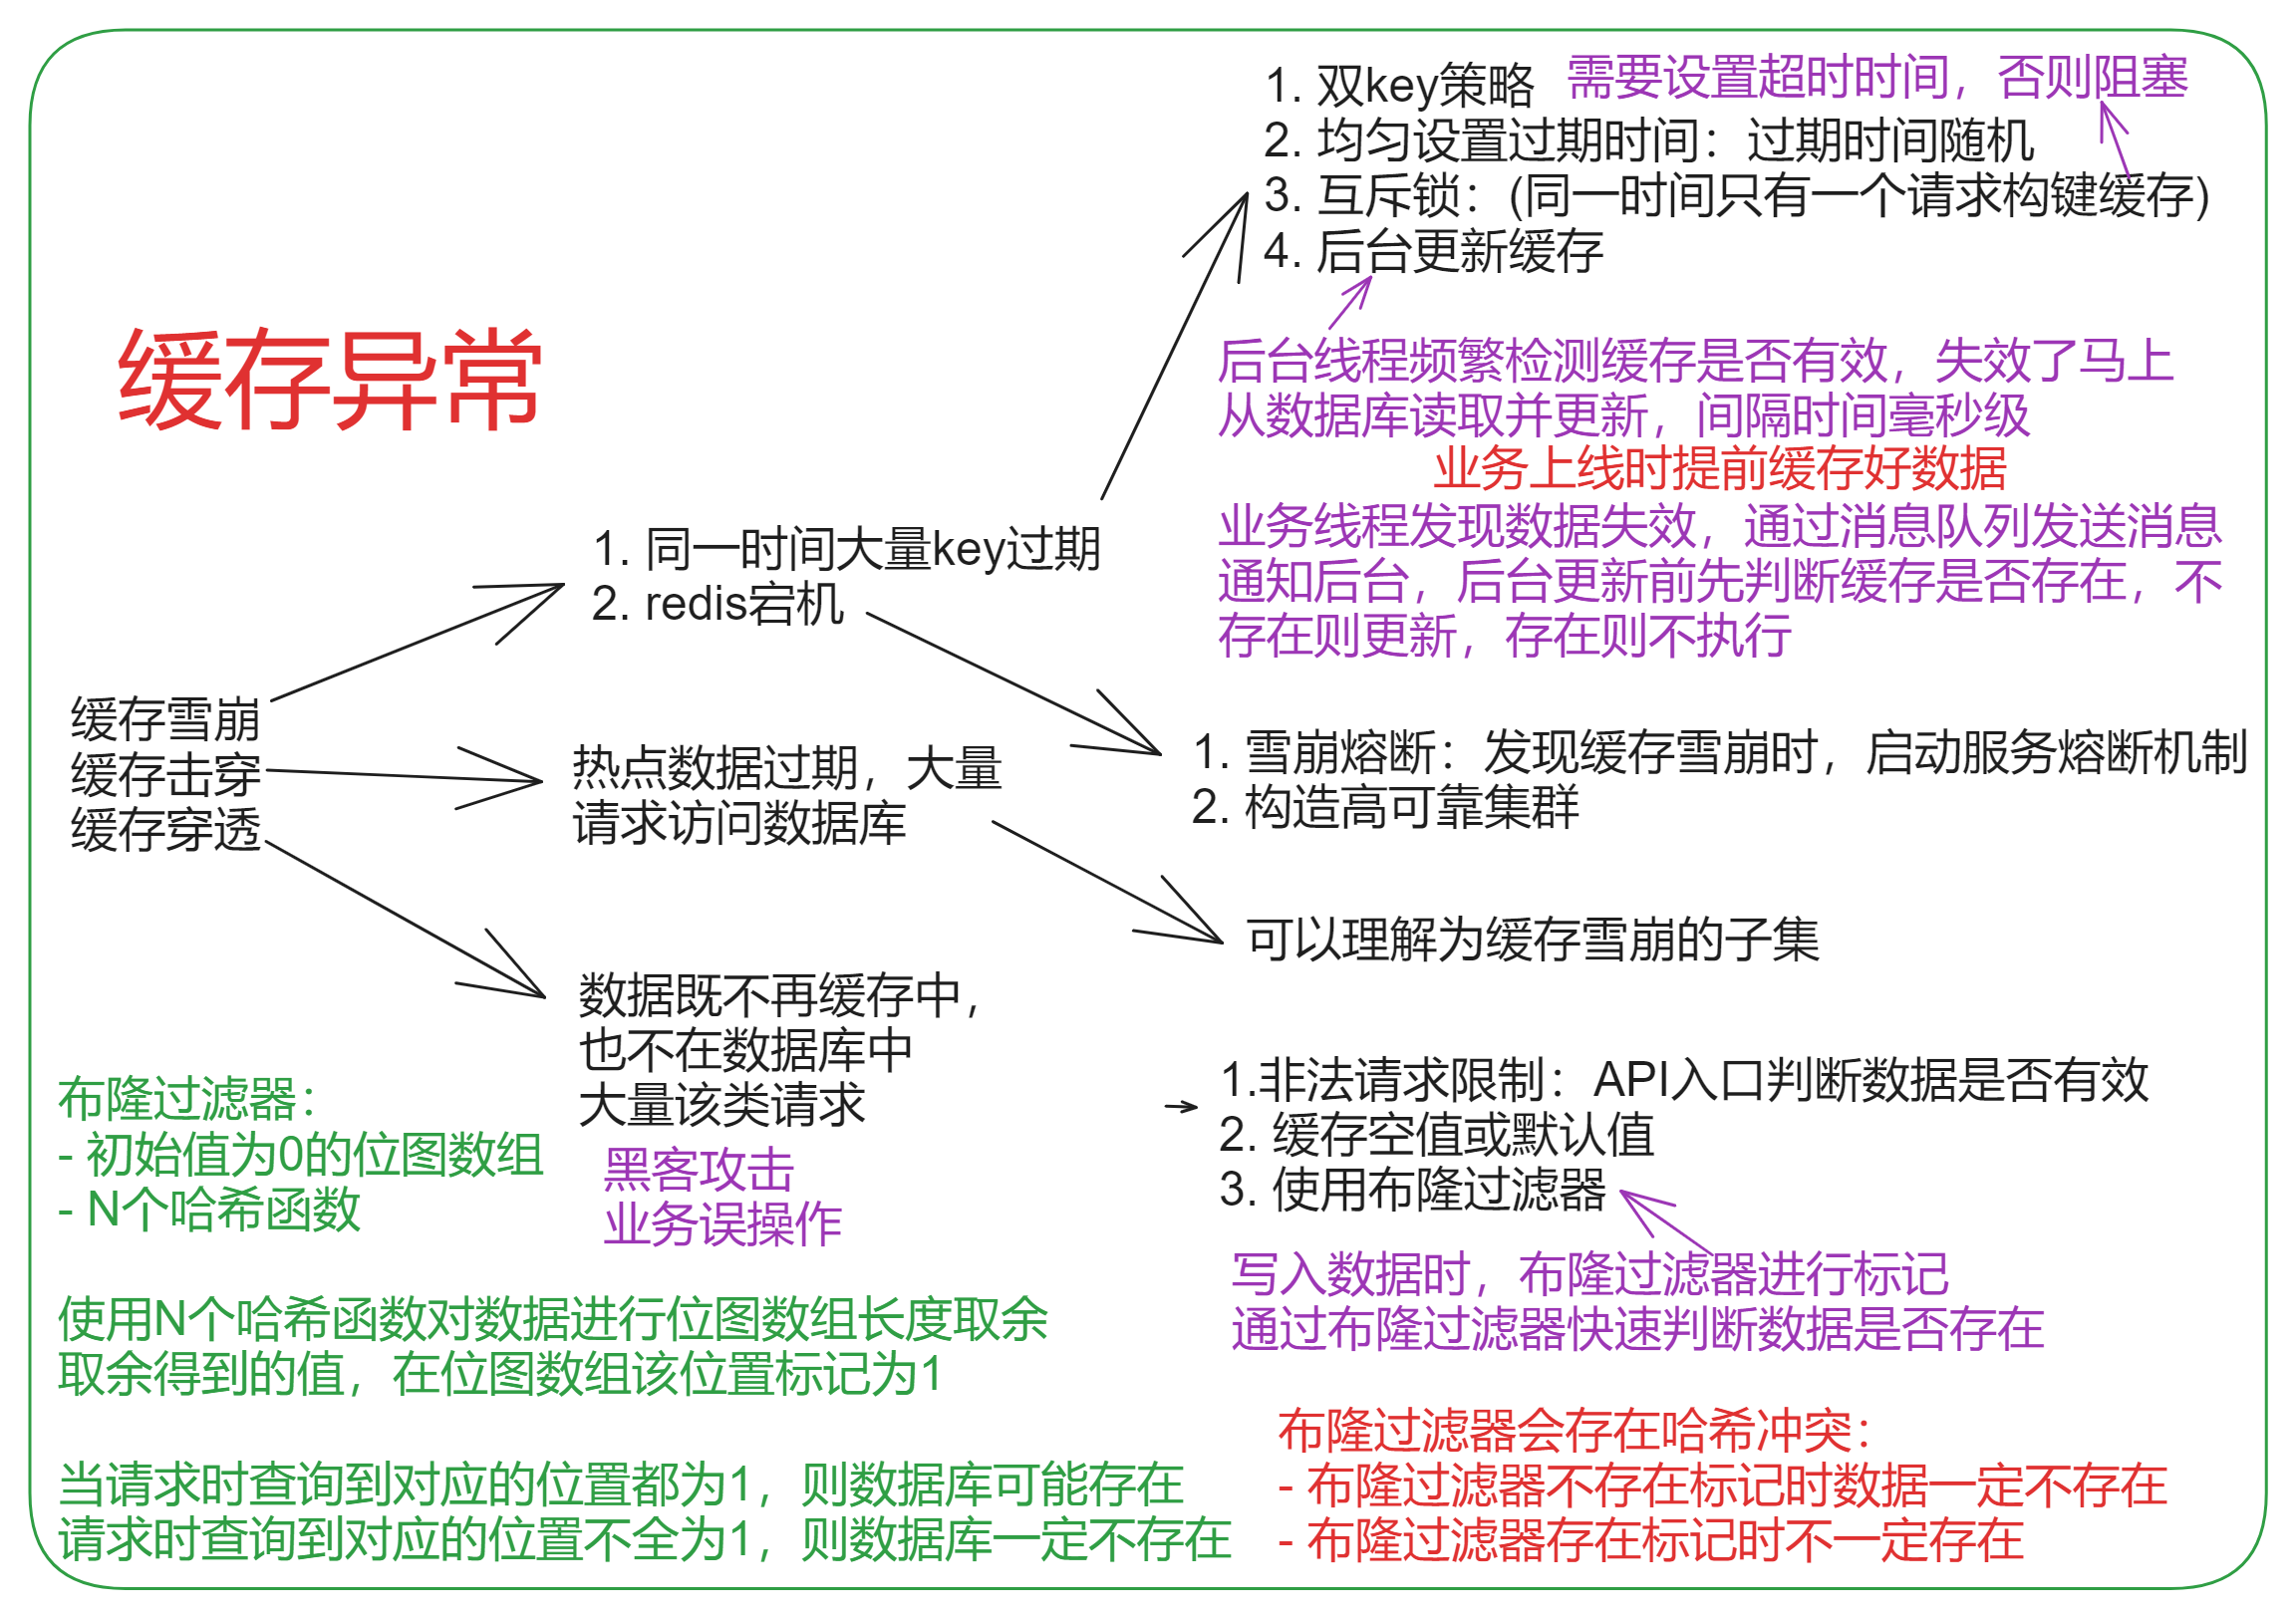 缓存异常
缓存雪崩
缓存击穿
缓存穿透
1. 同一时间大量key过期
2. redis宕机
热点数据过期，大量
请求访问数据库
数据既不再缓存中，
也不在数据库中
大量该类请求
黑客攻击
业务误操作
1. 双key策略
需要设置超时时间，否则阻塞
2. 均匀设置过期时间：过期时间随机
3. 互斥锁：(同一时间只有一个请求构键缓存)
4. 后台更新缓存
后台线程频繁检测缓存是否有效，失效了马上
从数据库读取并更新，间隔时间毫秒级
业务上线时提前缓存好数据
业务线程发现数据失效，通过消息队列发送消息
通知后台，后台更新前先判断缓存是否存在，不
存在则更新，存在则不执行
1. 雪崩熔断：发现缓存雪崩时，启动服务熔断机制
2. 构造高可靠集群
可以理解为缓存雪崩的子集
1.非法请求限制：API入口判断数据是否有效
2. 缓存空值或默认值
3. 使用布隆过滤器
写入数据时，布隆过滤器进行标记
通过布隆过滤器快速判断数据是否存在
布隆过滤器会存在哈希冲突：
- 布隆过滤器不存在标记时数据一定不存在
- 布隆过滤器存在标记时不一定存在
布隆过滤器：
- 初始值为0的位图数组
- N个哈希函数
使用N个哈希函数对数据进行位图数组长度取余
取余得到的值，在位图数组该位置标记为1
当请求时查询到对应的位置都为1，则数据库可能存在
请求时查询到对应的位置不全为1，则数据库一定不存在